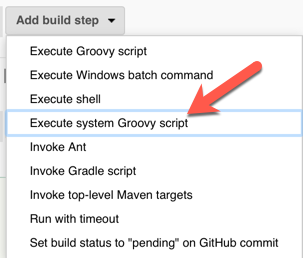 Add build step
Execute Groovy script
Execute Windows batch command
Execute shell
Execute system Groovy script
Invoke Ant
Invoke Gradle script
Invoke top-level Maven targets
Run with timeout
Set build status to "pending" on GitHub commit